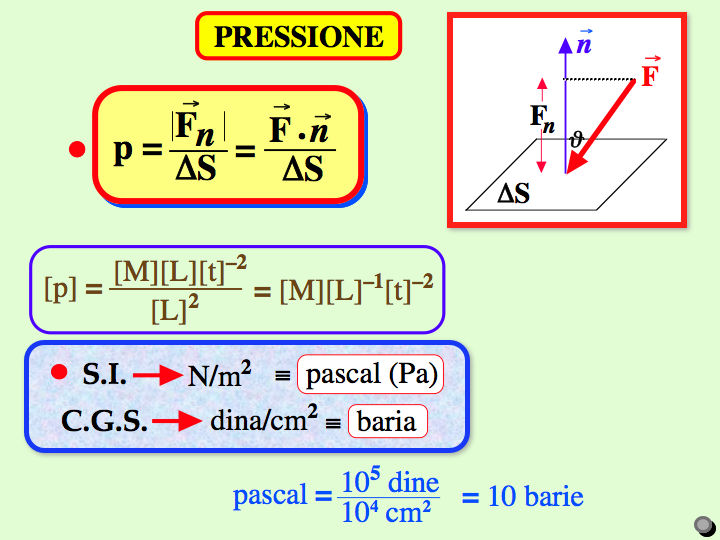 PRESSIONE
p = |F⃗n| / ΔS = F⃗ · n⃗ / ΔS
n⃗
F⃗
Fn
ϑ
ΔS
[p] = [M][L][t]⁻² / [L]² = [M][L]⁻¹[t]⁻²
S.I. → N/m² ≡ pascal (Pa)
C.G.S. → dina/cm² ≡ baria
pascal = 10⁵ dine / 10⁴ cm² = 10 barie